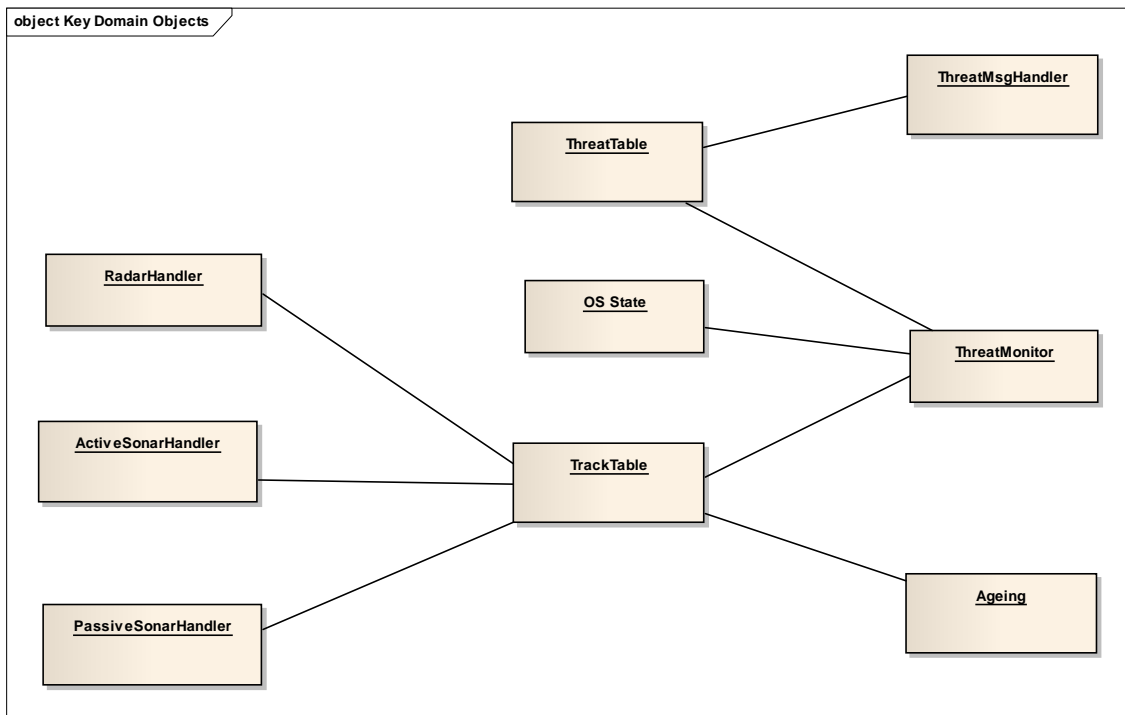 object Key Domain Objects
ThreatMsgHandler
ThreatTable
RadarHandler
OS State
ThreatMonitor
ActiveSonarHandler
TrackTable
Ageing
PassiveSonarHandler